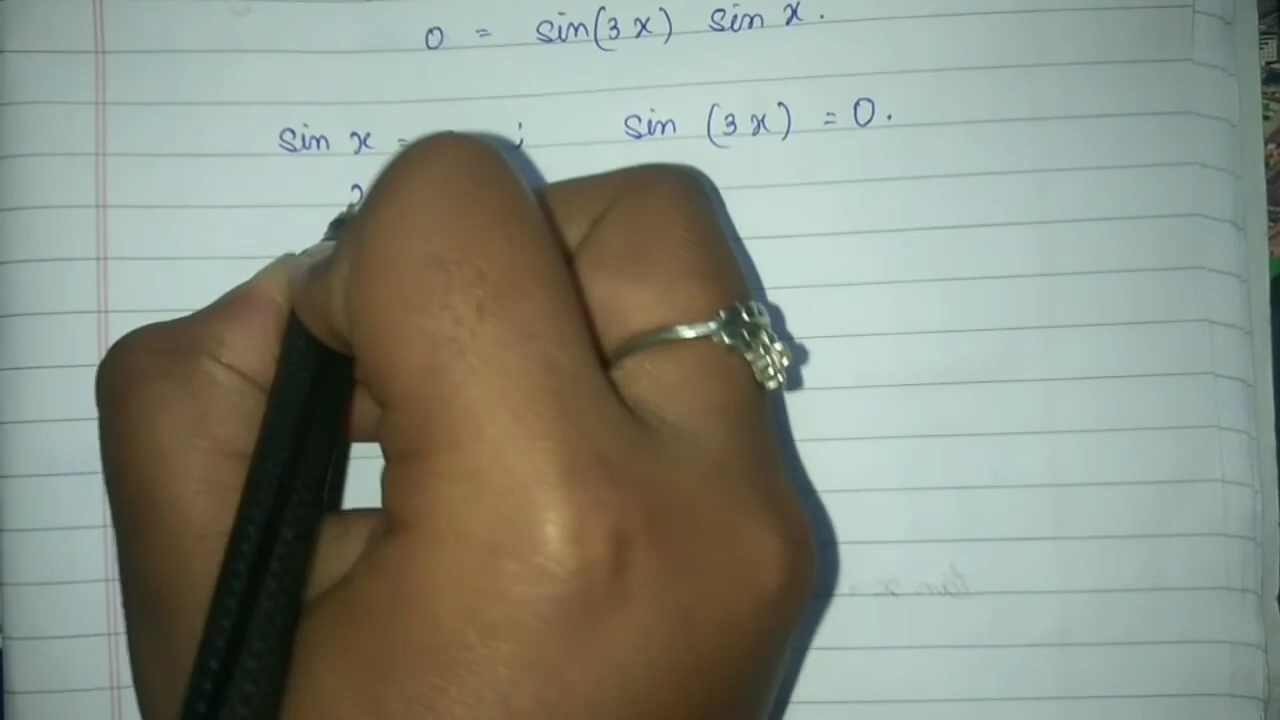 0 = sin(3x) sin x.
sin x = ; sin (3x) = 0.